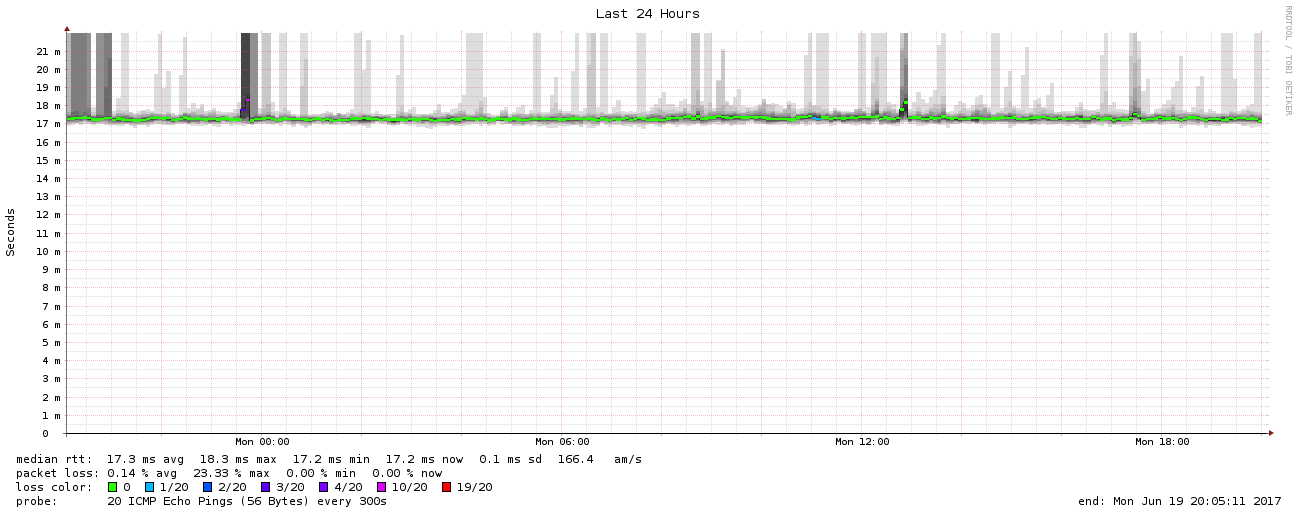 Last 24 Hours
RRDTOOL / TOBI OETIKER
21 m
20 m
19 m
18 m
17 m
16 m
15 m
14 m
13 m
12 m
11 m
10 m
9 m
8 m
7 m
6 m
5 m
4 m
3 m
2 m
1 m
0
Seconds
Mon 00:00 Mon 06:00 Mon 12:00 Mon 18:00
median rtt: 17.3 ms avg 18.3 ms max 17.2 ms min 17.2 ms now 0.1 ms sd 166.4 am/s
packet loss: 0.14 % avg 23.33 % max 0.00 % min 0.00 % now
loss color: 0 1/20 2/20 3/20 4/20 10/20 19/20
probe: 20 ICMP Echo Pings (56 Bytes) every 300s end: Mon Jun 19 20:05:11 2017